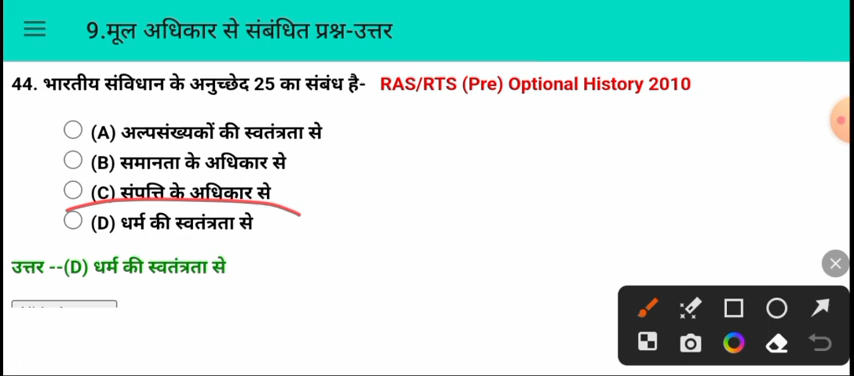 9.मूल अधिकार से संबंधित प्रश्न-उत्तर
44. भारतीय संविधान के अनुच्छेद 25 का संबंध है- RAS/RTS (Pre) Optional History 2010
(A) अल्पसंख्यकों की स्वतंत्रता से
(B) समानता के अधिकार से
(C) संपत्ति के अधिकार से
(D) धर्म की स्वतंत्रता से
उत्तर --(D) धर्म की स्वतंत्रता से